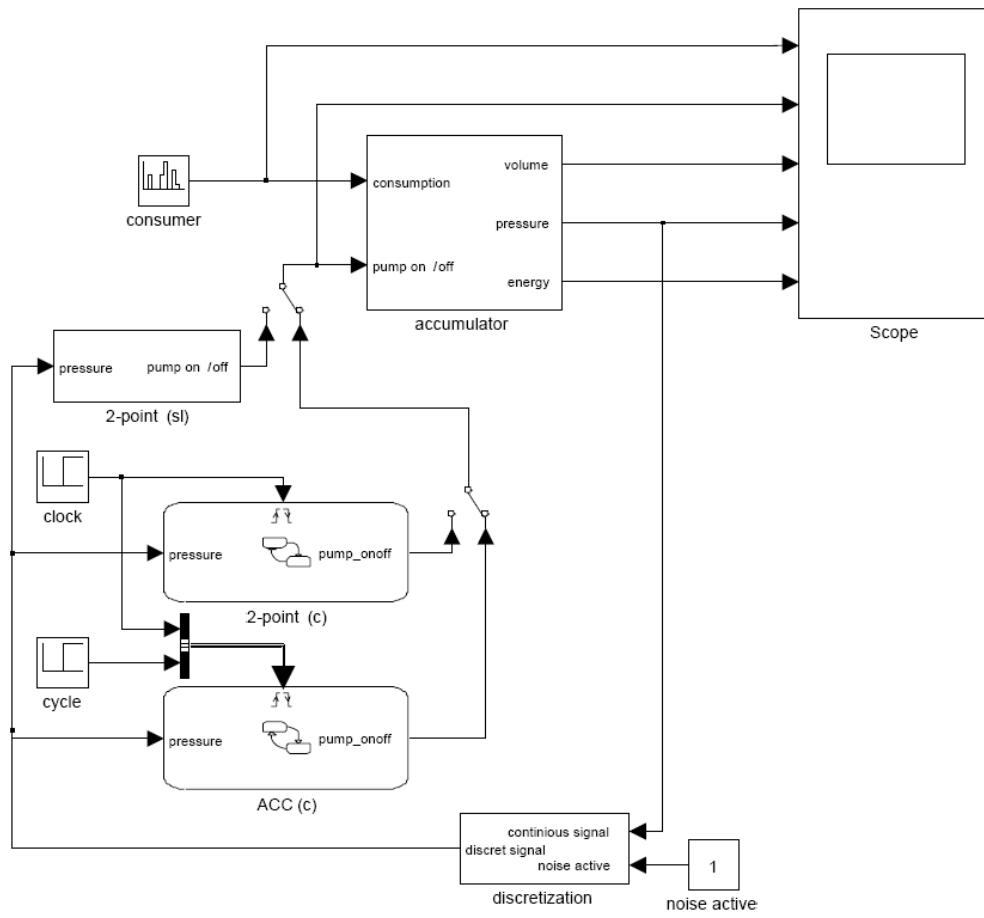 volume
consumption
consumer
pressure
pump on /off
energy
accumulator
Scope
pressure
pump on /off
2-point (sl)
clock
pressure
pump_onoff
2-point (c)
cycle
pressure
pump_onoff
ACC (c)
continious signal
discret signal
noise active
1
discretization
noise active